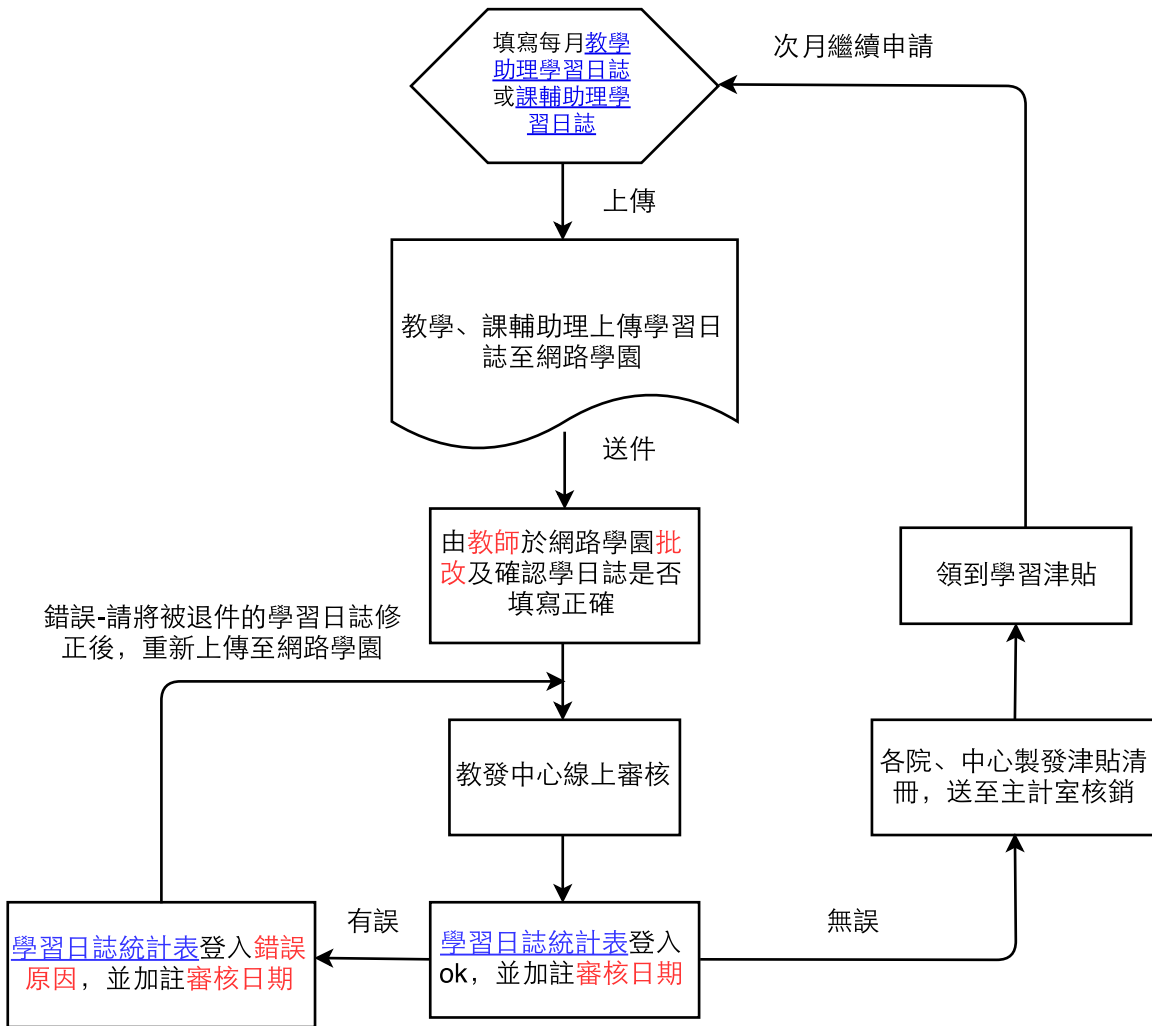 填寫每月教學
助理學習日誌
或課輔助理學
習日誌
次月繼續申請
上傳
教學、課輔助理上傳學習日
誌至網路學園
送件
由教師於網路學園批
改及確認學日誌是否
填寫正確
領到學習津貼
錯誤-請將被退件的學習日誌修
正後，重新上傳至網路學園
教發中心線上審核
各院、中心製發津貼清
冊，送至主計室核銷
學習日誌統計表登入錯誤
原因，並加註審核日期
有誤
學習日誌統計表登入
ok，並加註審核日期
無誤